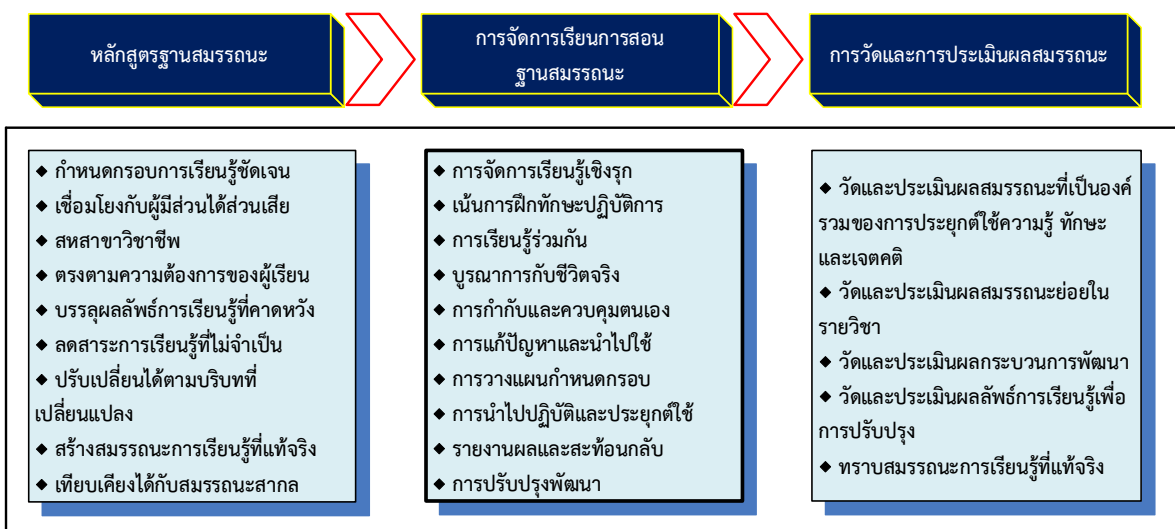 หลักสูตรฐานสมรรถนะ
การจัดการเรียนการสอน
ฐานสมรรถนะ
การวัดและการประเมินผลสมรรถนะ
◆ กำหนดกรอบการเรียนรู้ชัดเจน
◆ เชื่อมโยงกับผู้มีส่วนได้ส่วนเสีย
◆ สหสาขาวิชาชีพ
◆ ตรงตามความต้องการของผู้เรียน
◆ บรรลุผลลัพธ์การเรียนรู้ที่คาดหวัง
◆ ลดสาระการเรียนรู้ที่ไม่จำเป็น
◆ ปรับเปลี่ยนได้ตามบริบทที่
เปลี่ยนแปลง
◆ สร้างสมรรถนะการเรียนรู้ที่แท้จริง
◆ เทียบเคียงได้กับสมรรถนะสากล
◆ การจัดการเรียนรู้เชิงรุก
◆ เน้นการฝึกทักษะปฏิบัติการ
◆ การเรียนรู้ร่วมกัน
◆ บูรณาการกับชีวิตจริง
◆ การกำกับและควบคุมตนเอง
◆ การแก้ปัญหาและนำไปใช้
◆ การวางแผนกำหนดกรอบ
◆ การนำไปปฏิบัติและประยุกต์ใช้
◆ รายงานผลและสะท้อนกลับ
◆ การปรับปรุงพัฒนา
◆ วัดและประเมินผลสมรรถนะที่เป็นองค์
รวมของการประยุกต์ใช้ความรู้ ทักษะ
และเจตคติ
◆ วัดและประเมินผลสมรรถนะย่อยใน
รายวิชา
◆ วัดและประเมินผลกระบวนการพัฒนา
◆ วัดและประเมินผลลัพธ์การเรียนรู้เพื่อ
การปรับปรุง
◆ ทราบสมรรถนะการเรียนรู้ที่แท้จริง